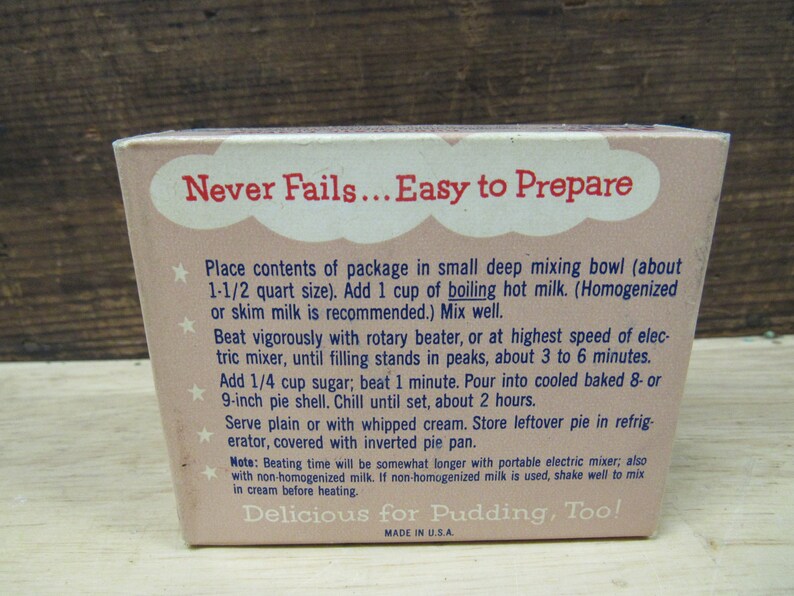 Never Fails...Easy to Prepare
Place contents of package in small deep mixing bowl (about
1-1/2 quart size). Add 1 cup of boiling hot milk. (Homogenized
or skim milk is recommended.) Mix well.
Beat vigorously with rotary beater, or at highest speed of elec-
tric mixer, until filling stands in peaks, about 3 to 6 minutes.
Add 1/4 cup sugar; beat 1 minute. Pour into cooled baked 8- or
9-inch pie shell. Chill until set, about 2 hours.
Serve plain or with whipped cream. Store leftover pie in refrig-
erator, covered with inverted pie pan.
Note: Beating time will be somewhat longer with portable electric mixer; also
with non-homogenized milk. If non-homogenized milk is used, shake well to mix
in cream before heating.
Delicious for Pudding, Too!
MADE IN U.S.A.